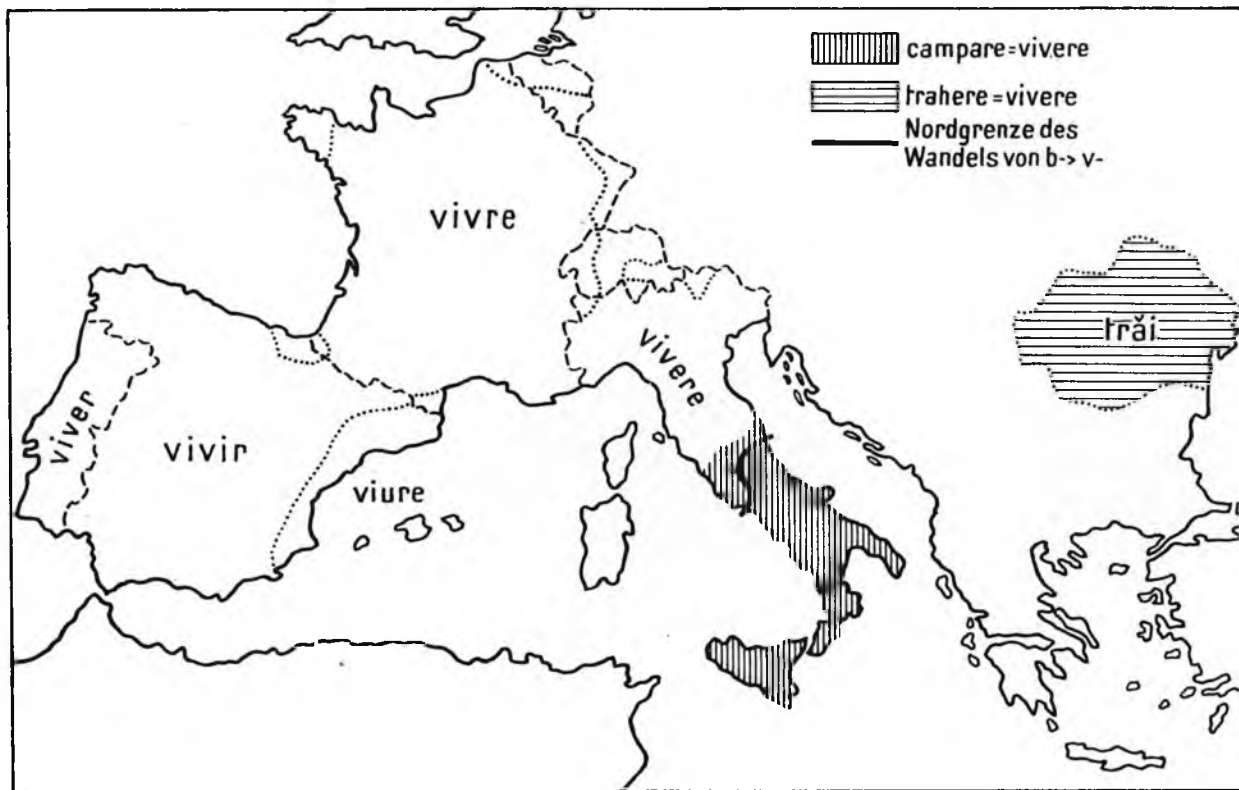 campare=vivere
trahere=vivere
Nordgrenze des
Wandels von b-> v-
vivre
trăi
vivere
viver
vivir
viure